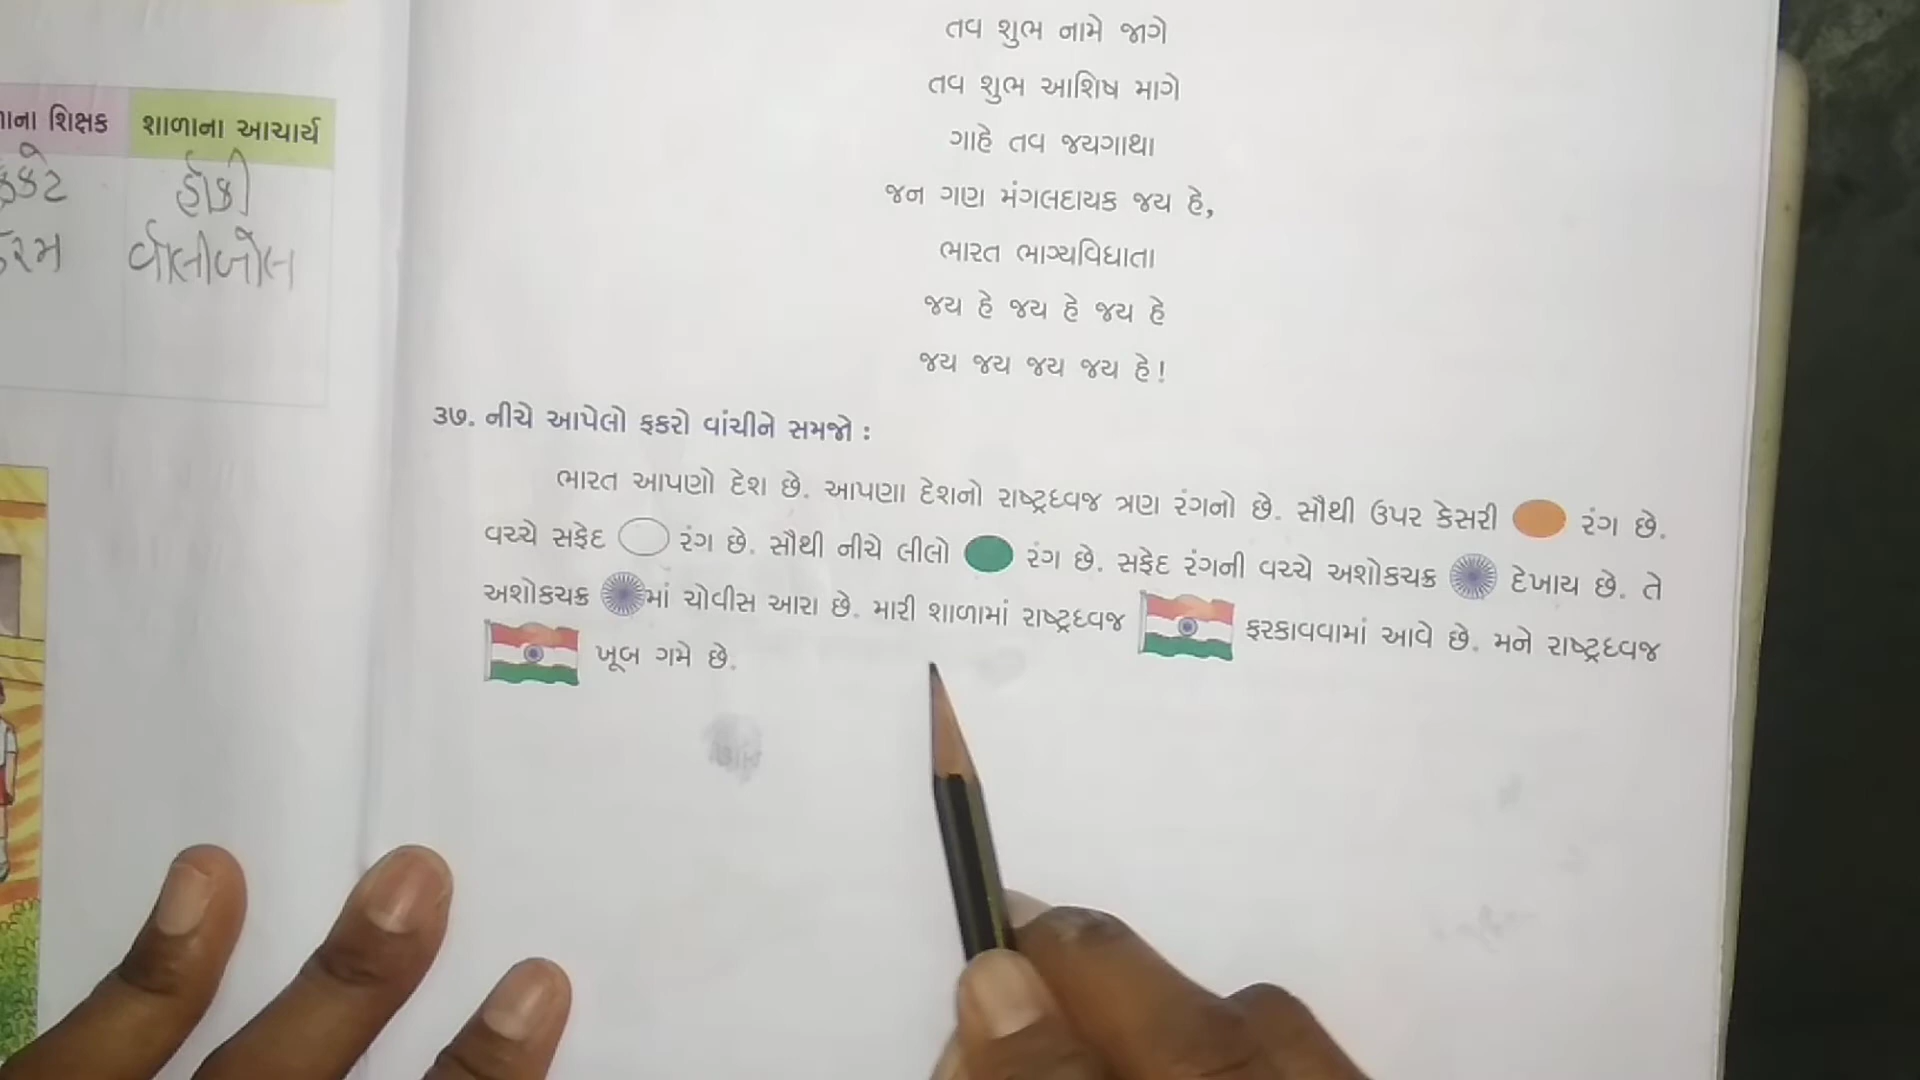 શિક્ષક શાળાના આચાર્ય
હૉકી
વૉલીબોલ
તવ શુભ નામે જાગે
તવ શુભ આશિષ માગે
ગાહે તવ જયગાથા
જન ગણ મંગલદાયક જય હે,
ભારત ભાગ્યવિધાતા
જય હે જય હે જય હે
જય જય જય જય હે!
૩૭. નીચે આપેલો ફકરો વાંચીને સમજો :
ભારત આપણો દેશ છે. આપણા દેશનો રાષ્ટ્રધ્વજ ત્રણ રંગનો છે. સૌથી ઉપર કેસરી રંગ છે.
વચ્ચે સફેદ રંગ છે. સૌથી નીચે લીલો રંગ છે. સફેદ રંગની વચ્ચે અશોકચક્ર દેખાય છે. તે
અશોકચક્ર માં ચોવીસ આરા છે. મારી શાળામાં રાષ્ટ્રધ્વજ ફરકાવવામાં આવે છે. મને રાષ્ટ્રધ્વજ
ખૂબ ગમે છે.